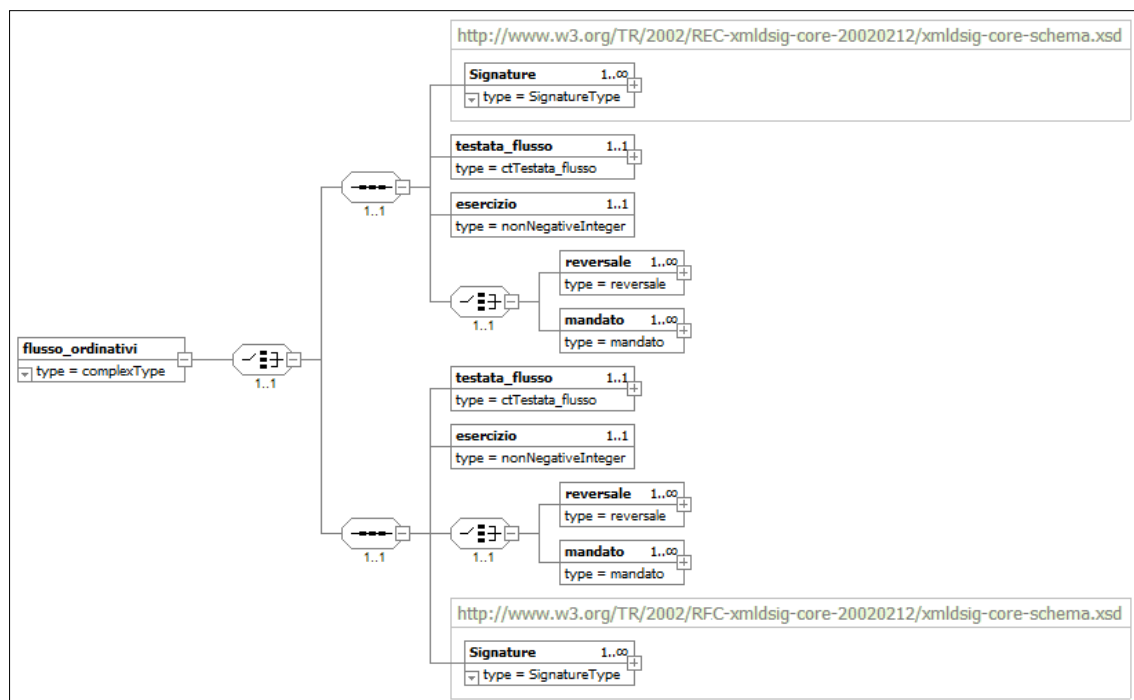 http://www.w3.org/TR/2002/REC-xmldsig-core-20020212/xmldsig-core-schema.xsd
Signature 1..∞
type = SignatureType
testata_flusso 1..1
type = ctTestata_flusso
1..1
esercizio 1..1
type = nonNegativeInteger
reversale 1..∞
type = reversale
1..1
mandato 1..∞
type = mandato
flusso_ordinativi
type = complexType
1..1
testata_flusso 1..1
type = ctTestata_flusso
esercizio 1..1
type = nonNegativeInteger
reversale 1..∞
type = reversale
1..1
1..1
mandato 1..∞
type = mandato
http://www.w3.org/TR/2002/REC-xmldsig-core-20020212/xmldsig-core-schema.xsd
Signature 1..∞
type = SignatureType